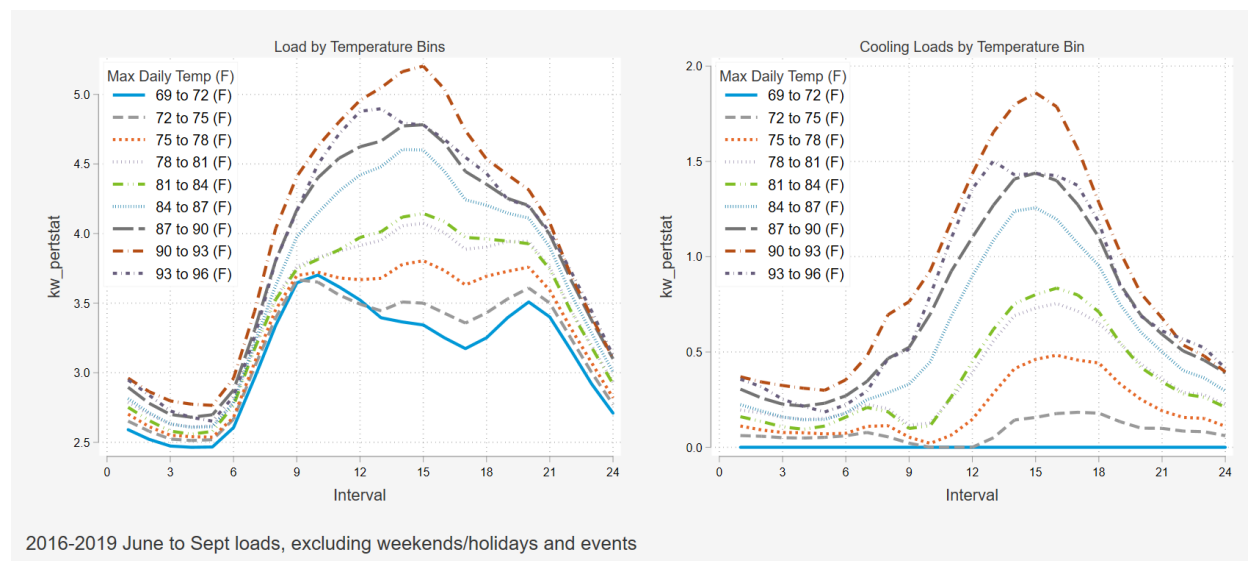 Load by Temperature Bins
Max Daily Temp (F)
69 to 72 (F)
72 to 75 (F)
75 to 78 (F)
78 to 81 (F)
81 to 84 (F)
84 to 87 (F)
87 to 90 (F)
90 to 93 (F)
93 to 96 (F)
5.0
4.5
4.0
3.5
3.0
2.5
kw_pertstat
0 3 6 9 12 15 18 21 24
Interval
Cooling Loads by Temperature Bin
Max Daily Temp (F)
69 to 72 (F)
72 to 75 (F)
75 to 78 (F)
78 to 81 (F)
81 to 84 (F)
84 to 87 (F)
87 to 90 (F)
90 to 93 (F)
93 to 96 (F)
2.0
1.5
1.0
0.5
0.0
kw_pertstat
0 3 6 9 12 15 18 21 24
Interval
2016-2019 June to Sept loads, excluding weekends/holidays and events